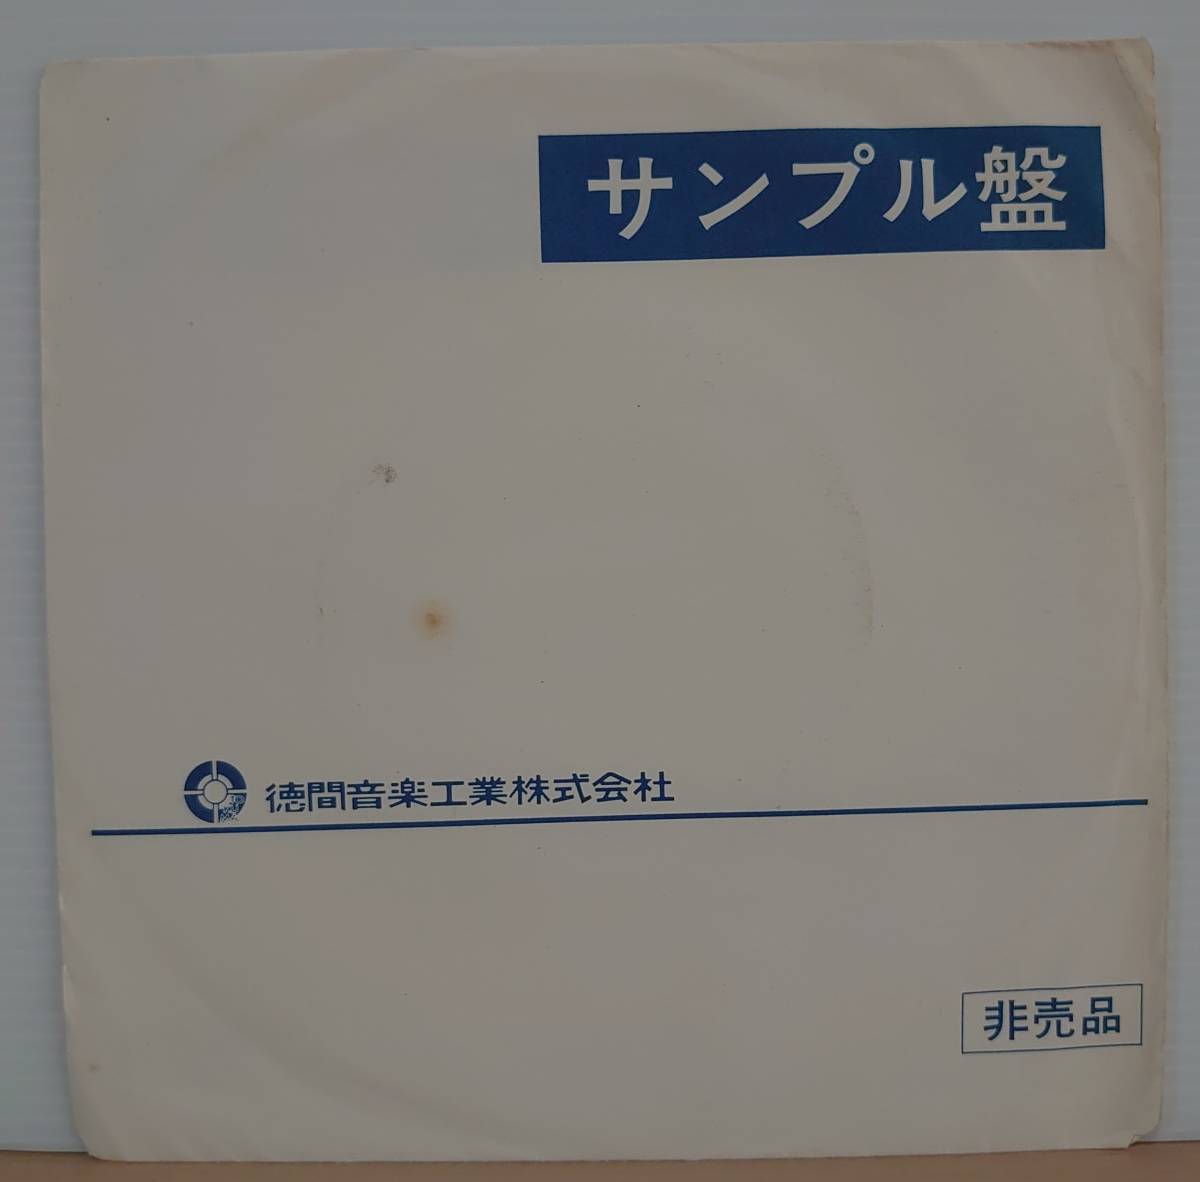 サンプル盤
徳間音楽工業株式会社
非売品